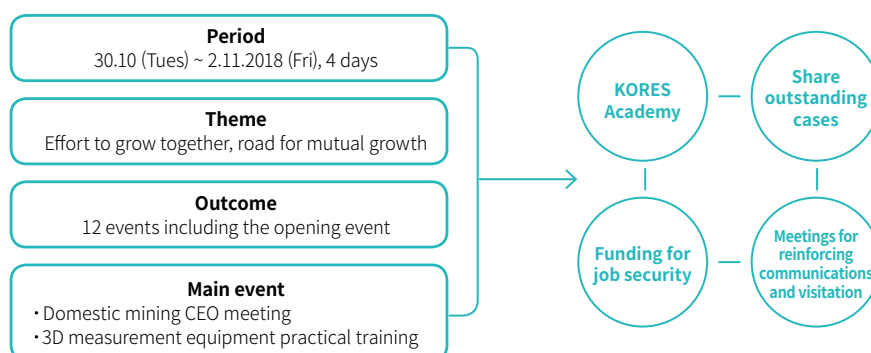 Period
30.10 (Tues) ~ 2.11.2018 (Fri), 4 days
Theme
Effort to grow together, road for mutual growth
Outcome
12 events including the opening event
Main event
・Domestic mining CEO meeting
・3D measurement equipment practical training
KORES
Academy
Share
outstanding
cases
Funding for
job security
Meetings for
reinforcing
communications
and visitation